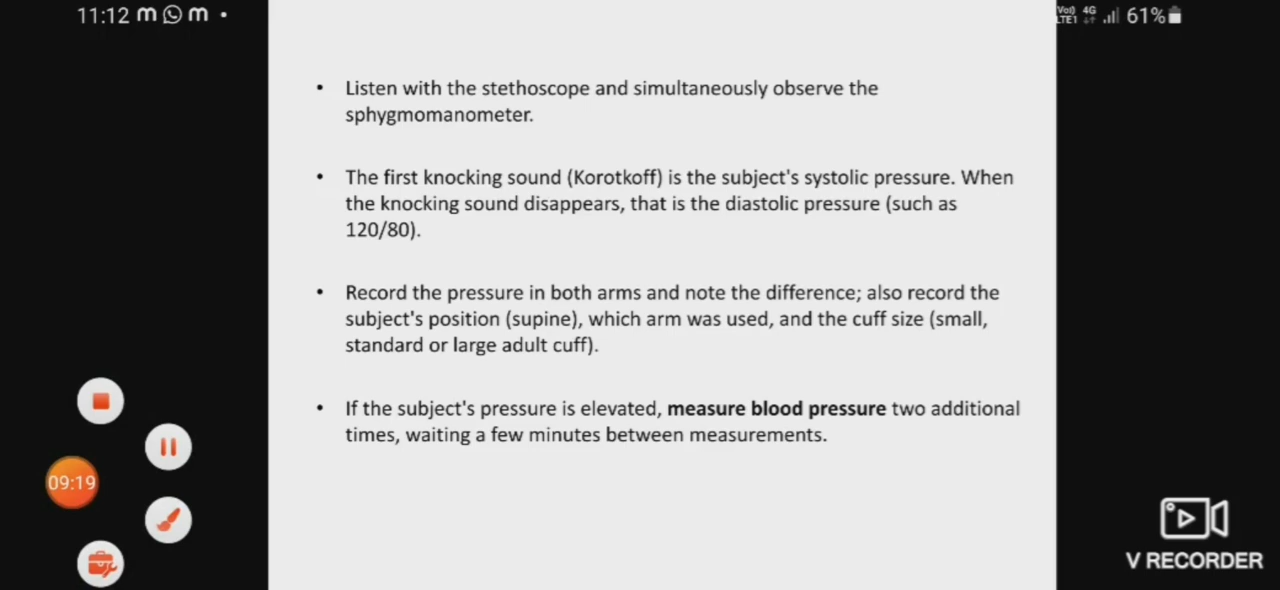 11:12 m m •
Vo)) 4G
LTE1 61%
• Listen with the stethoscope and simultaneously observe the
sphygmomanometer.
• The first knocking sound (Korotkoff) is the subject's systolic pressure. When
the knocking sound disappears, that is the diastolic pressure (such as
120/80).
• Record the pressure in both arms and note the difference; also record the
subject's position (supine), which arm was used, and the cuff size (small,
standard or large adult cuff).
• If the subject's pressure is elevated, measure blood pressure two additional
times, waiting a few minutes between measurements.
09:19
V RECORDER